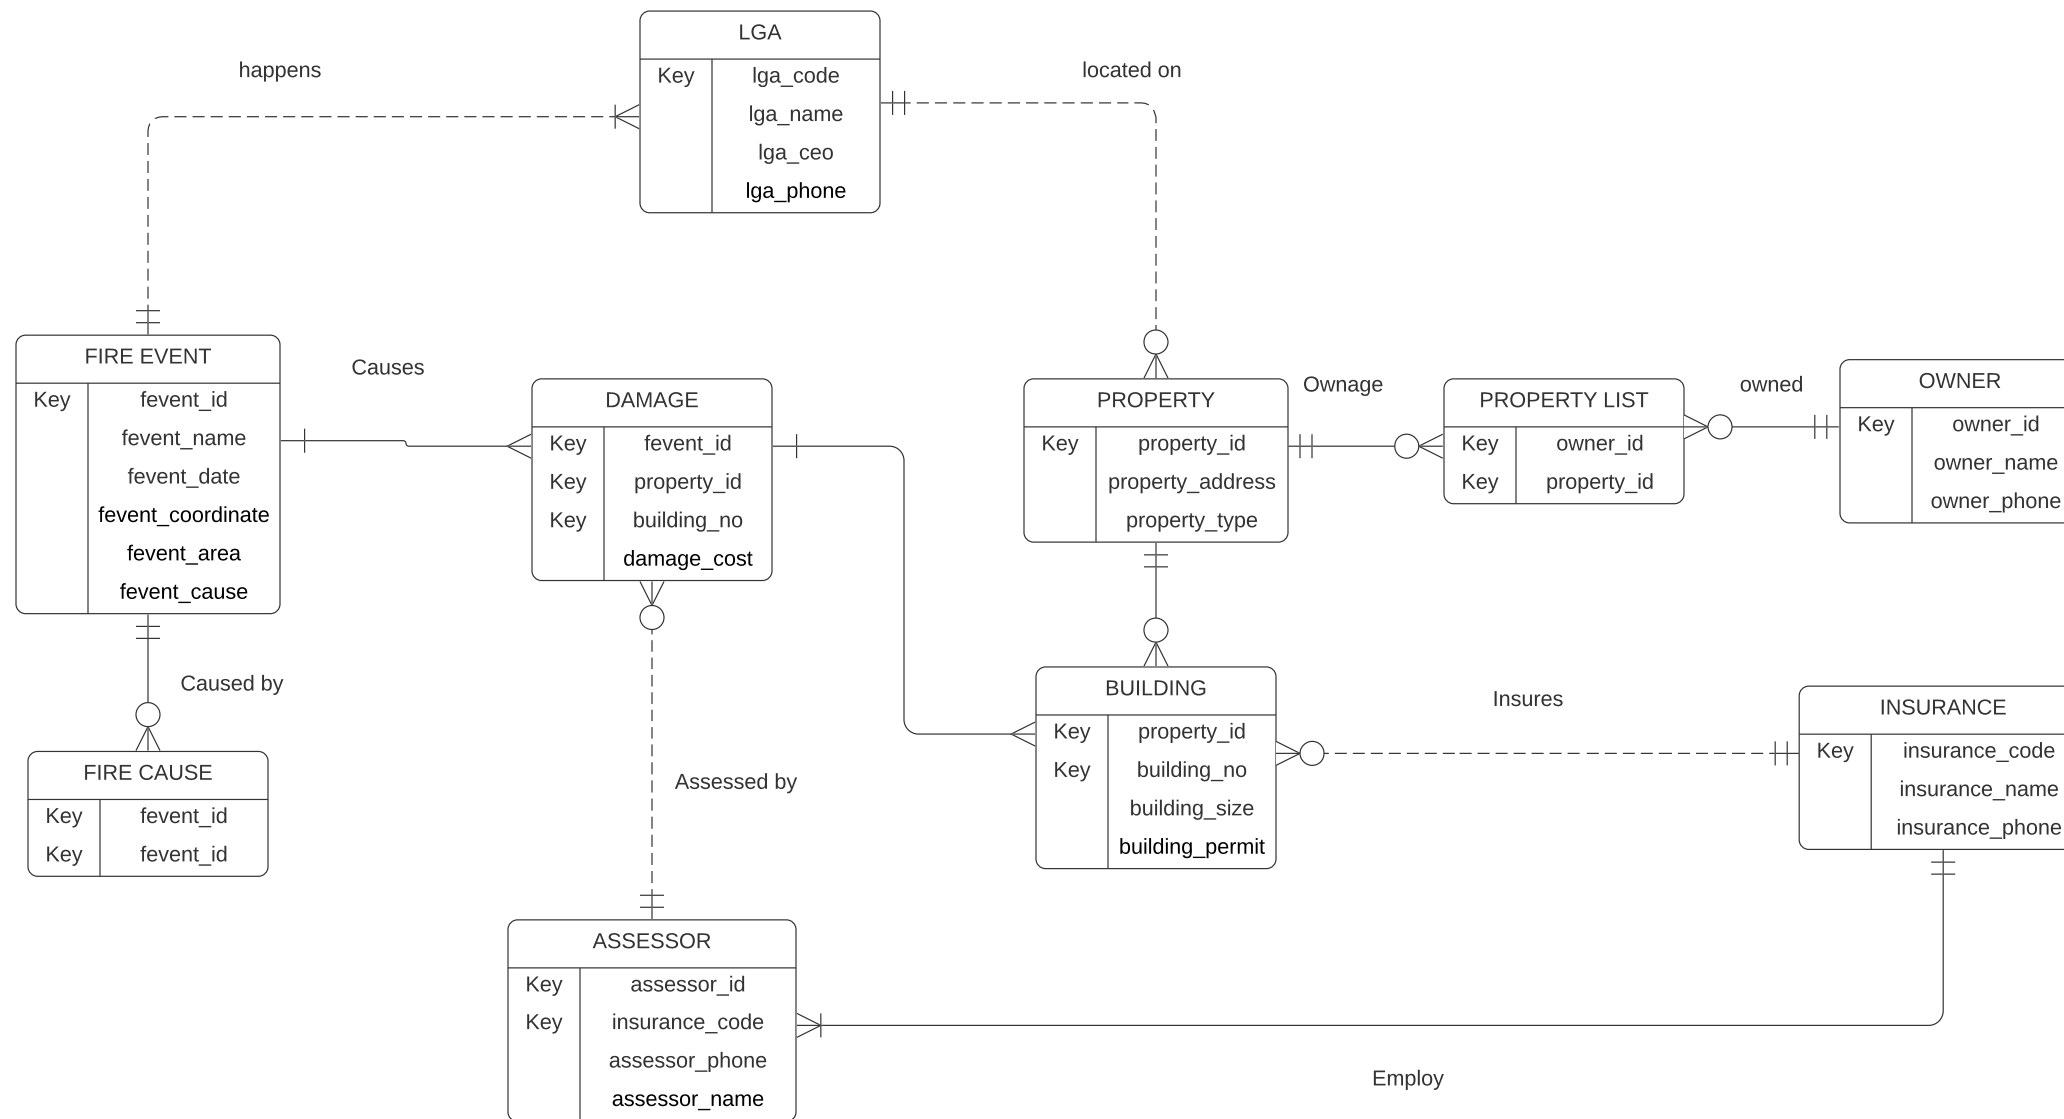 LGA
Key lga_code
lga_name
lga_ceo
lga_phone
happens
located on
FIRE EVENT
Key fevent_id
fevent_name
fevent_date
fevent_coordinate
fevent_area
fevent_cause
Causes
DAMAGE
Key fevent_id
Key property_id
Key building_no
damage_cost
PROPERTY
Key property_id
property_address
property_type
Ownage
PROPERTY LIST
Key owner_id
Key property_id
owned
OWNER
Key owner_id
owner_name
owner_phone
Caused by
FIRE CAUSE
Key fevent_id
Key fevent_id
Assessed by
BUILDING
Key property_id
Key building_no
building_size
building_permit
Insures
INSURANCE
Key insurance_code
insurance_name
insurance_phone
ASSESSOR
Key assessor_id
Key insurance_code
assessor_phone
assessor_name
Employ